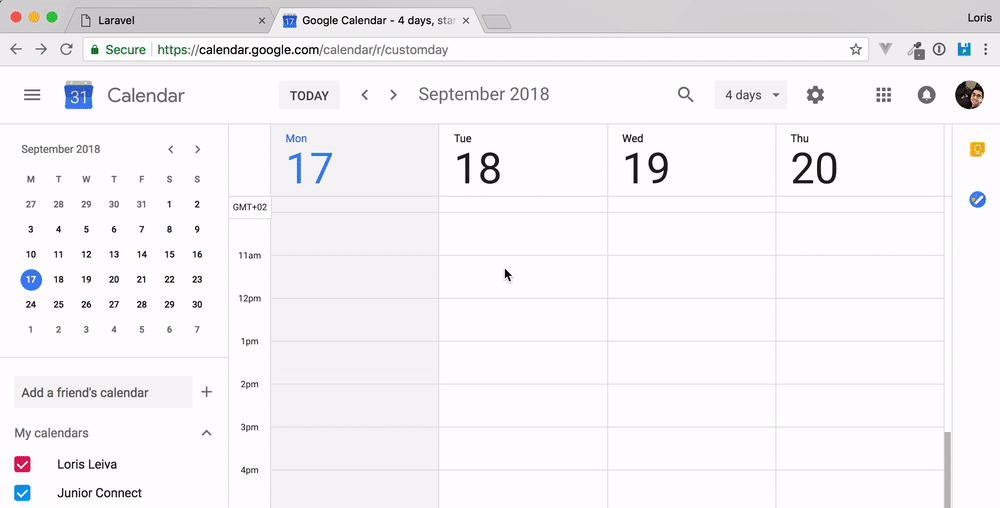 Laravel
Google Calendar - 4 days, star
Loris
Secure https://calendar.google.com/calendar/r/customday
31 Calendar TODAY September 2018 4 days
September 2018
M T W T F S S
27 28 29 30 31 1 2
3 4 5 6 7 8 9
10 11 12 13 14 15 16
17 18 19 20 21 22 23
24 25 26 27 28 29 30
1 2 3 4 5 6 7
Add a friend's calendar
My calendars
Loris Leiva
Junior Connect
Mon Tue Wed Thu
17 18 19 20
GMT+02
11am
12pm
1pm
2pm
3pm
4pm